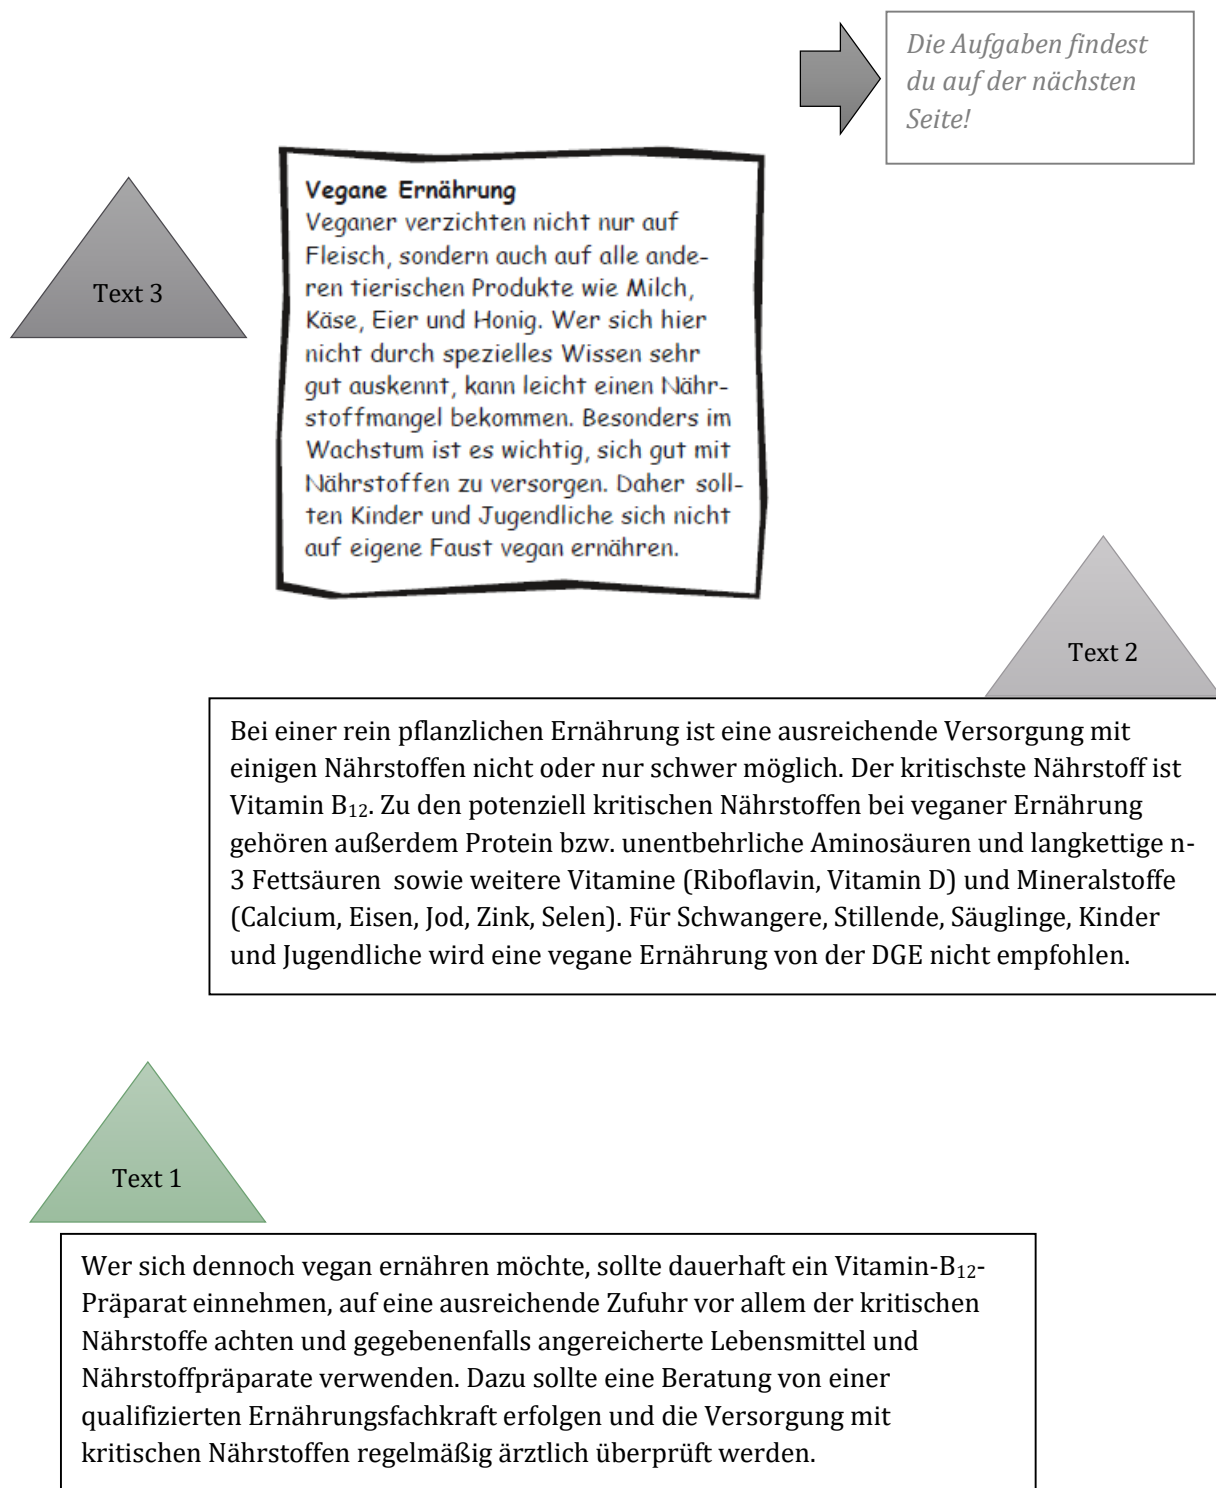 Die Aufgaben findest
du auf der nächsten
Seite!
Text 3
Vegane Ernährung
Veganer verzichten nicht nur auf
Fleisch, sondern auch auf alle ande-
ren tierischen Produkte wie Milch,
Käse, Eier und Honig. Wer sich hier
nicht durch spezielles Wissen sehr
gut auskennt, kann leicht einen Nähr-
stoffmangel bekommen. Besonders im
Wachstum ist es wichtig, sich gut mit
Nährstoffen zu versorgen. Daher soll-
ten Kinder und Jugendliche sich nicht
auf eigene Faust vegan ernähren.
Text 2
Bei einer rein pflanzlichen Ernährung ist eine ausreichende Versorgung mit
einigen Nährstoffen nicht oder nur schwer möglich. Der kritischste Nährstoff ist
Vitamin B₁₂. Zu den potenziell kritischen Nährstoffen bei veganer Ernährung
gehören außerdem Protein bzw. unentbehrliche Aminosäuren und langkettige n-
3 Fettsäuren  sowie weitere Vitamine (Riboflavin, Vitamin D) und Mineralstoffe
(Calcium, Eisen, Jod, Zink, Selen). Für Schwangere, Stillende, Säuglinge, Kinder
und Jugendliche wird eine vegane Ernährung von der DGE nicht empfohlen.
Text 1
Wer sich dennoch vegan ernähren möchte, sollte dauerhaft ein Vitamin-B₁₂-
Präparat einnehmen, auf eine ausreichende Zufuhr vor allem der kritischen
Nährstoffe achten und gegebenenfalls angereicherte Lebensmittel und
Nährstoffpräparate verwenden. Dazu sollte eine Beratung von einer
qualifizierten Ernährungsfachkraft erfolgen und die Versorgung mit
kritischen Nährstoffen regelmäßig ärztlich überprüft werden.